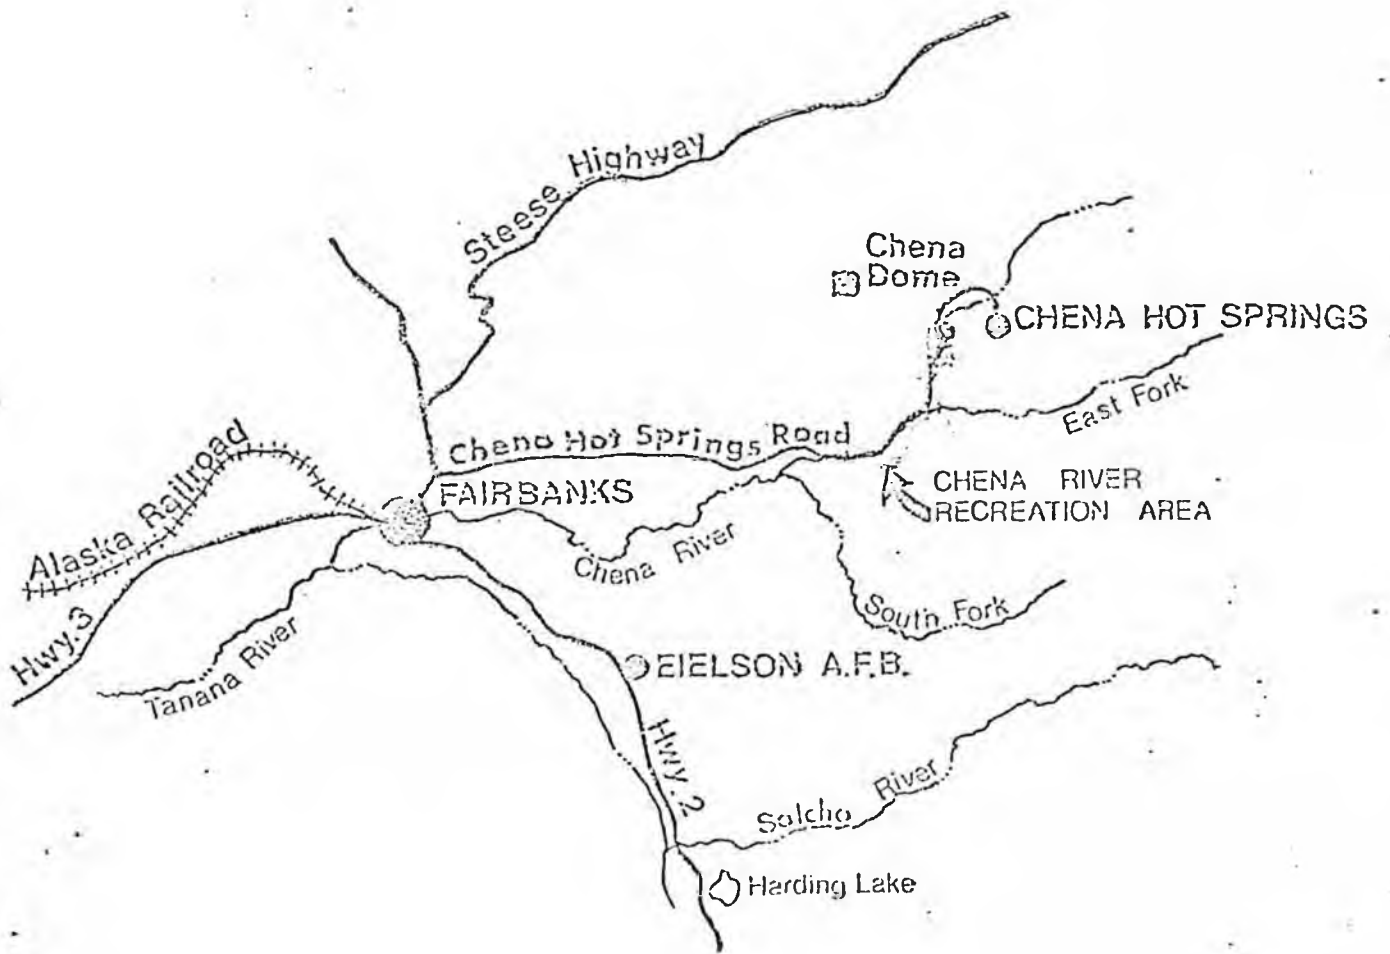 Steese Highway
Chena
Dome
CHENA HOT SPRINGS
East Fork
Chena Hot Springs Road
Alaska Railroad
FAIRBANKS
CHENA RIVER
RECREATION AREA
Chena River
South Fork
Hwy. 3
Tanana River
EIELSON A.F.B.
Hwy. 2
Salcha River
Harding Lake